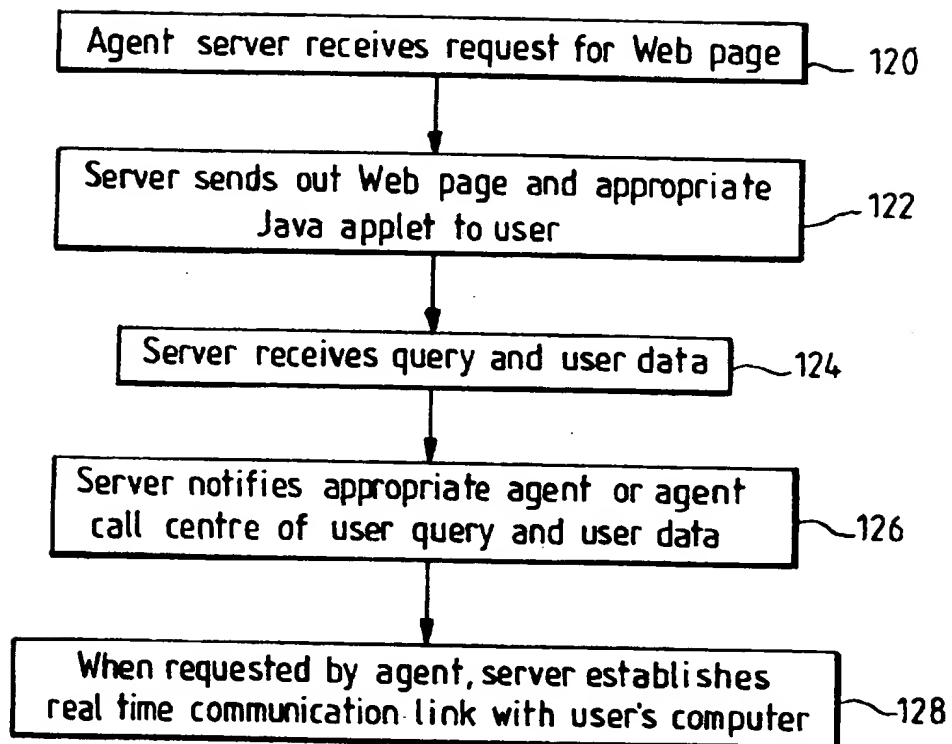 Agent server receives request for Web page
120
Server sends out Web page and appropriate
Java applet to user
122
Server receives query and user data
124
Server notifies appropriate agent or agent
call centre of user query and user data
126
When requested by agent, server establishes
real time communication link with user's computer
128